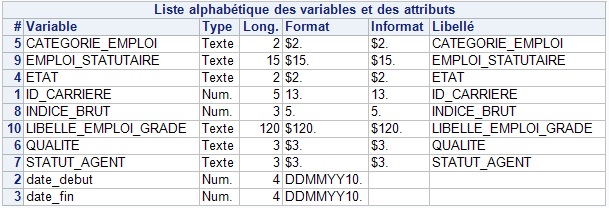 Liste alphabétique des variables et des attributs
# Variable Type Long. Format Informat Libellé
5 CATEGORIE_EMPLOI Texte 2 $2. $2. CATEGORIE_EMPLOI
9 EMPLOI_STATUTAIRE Texte 15 $15. $15. EMPLOI_STATUTAIRE
4 ETAT Texte 2 $2. $2. ETAT
1 ID_CARRIERE Num. 5 13. 13. ID_CARRIERE
8 INDICE_BRUT Num. 3 5. 5. INDICE_BRUT
10 LIBELLE_EMPLOI_GRADE Texte 120 $120. $120. LIBELLE_EMPLOI_GRADE
6 QUALITE Texte 3 $3. $3. QUALITE
7 STATUT_AGENT Texte 3 $3. $3. STATUT_AGENT
2 date_debut Num. 4 DDMMYY10.
3 date_fin Num. 4 DDMMYY10.